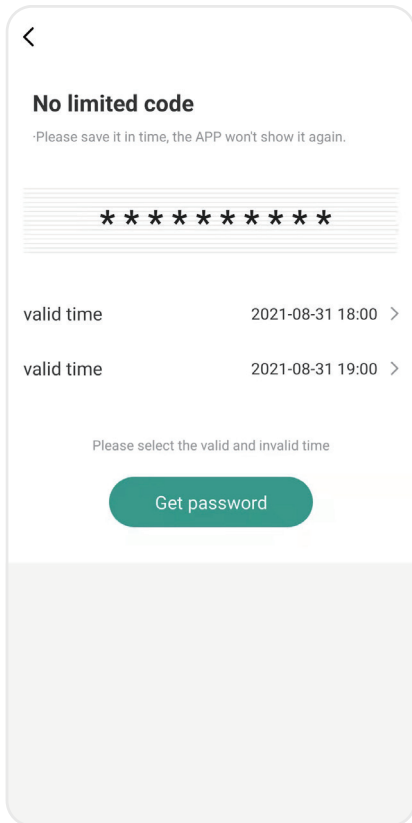 No limited code
·Please save it in time, the APP won't show it again.
* * * * * * * * * *
valid time 2021-08-31 18:00
valid time 2021-08-31 19:00
Please select the valid and invalid time
Get password